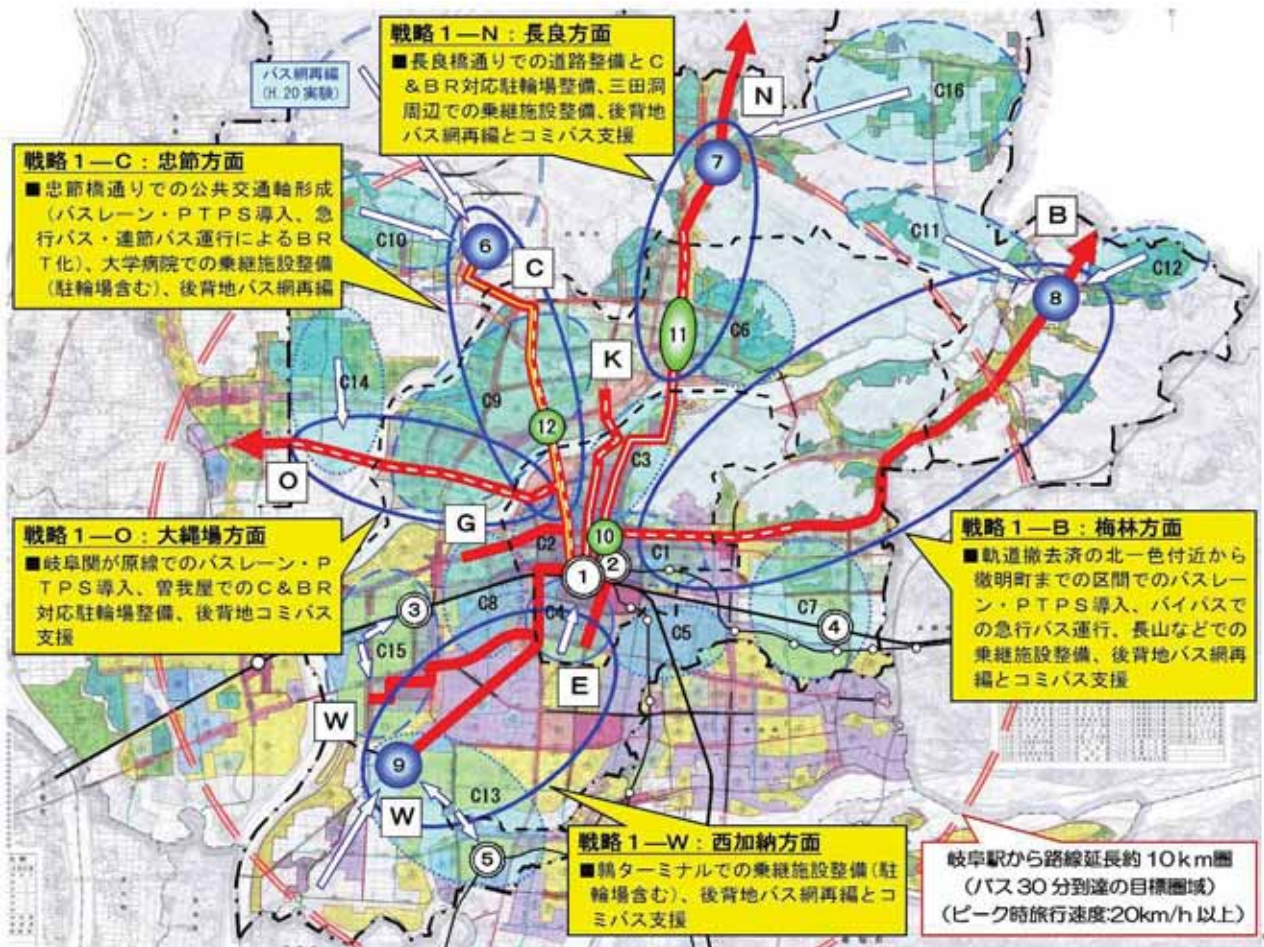 戦略1―N：長良方面
■長良橋通りでの道路整備とC
&BR対応駐輪場整備、三田洞
周辺での乗継施設整備、後背地
バス網再編とコミバス支援
バス網再編
(H.20実験)
N
C16
7
戦略1―C：忠節方面
■忠節橋通りでの公共交通軸形成
(バスレーン・PTPS導入、急
行バス・連節バス運行によるBR
T化)、大学病院での乗継施設整備
(駐輪場含む)、後背地バス網再編
C10
6
C
C11
B
C12
8
11
C6
K
C14
C9
12
C3
O
G
10
C2
C1
1
2
戦略1―O：大縄場方面
■岐阜関が原線でのバスレーン・P
TPS導入、曽我屋でのC&BR
対応駐輪場整備、後背地コミバス
支援
戦略1―B：梅林方面
■軌道撤去済の北一色付近から
徹明町までの区間でのバスレー
ン・PTPS導入、バイパスで
の急行バス運行、長山などでの
乗継施設整備、後背地バス網再
編とコミバス支援
3
C8
C4
C5
C7
4
C15
E
W
9
C13
W
5
戦略1―W：西加納方面
■鶉ターミナルでの乗継施設整備(駐
輪場含む)、後背地バス網再編とコ
ミバス支援
岐阜駅から路線延長約10km圏
(バス30分到達の目標圏域)
(ピーク時旅行速度:20km/h以上)